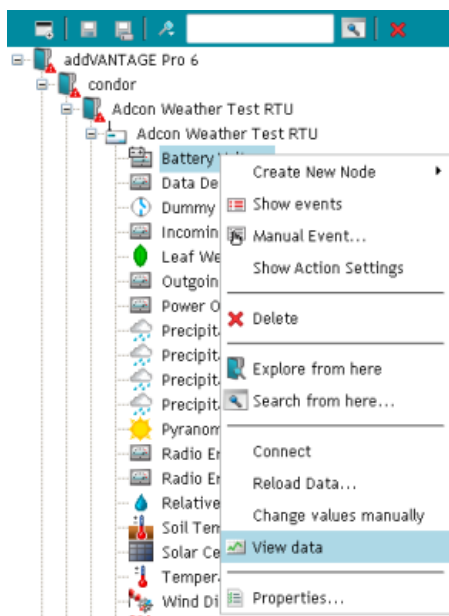 addVANTAGE Pro 6
condor
Adcon Weather Test RTU
Adcon Weather Test RTU
Battery
Data De
Dummy
Incomin
Leaf We
Outgoin
Power O
Precipit
Precipit
Precipit
Precipit
Pyranom
Radio Er
Radio Er
Relative
Soil Tem
Solar Ce
Temper
Wind Di
Create New Node
Show events
Manual Event...
Show Action Settings
Delete
Explore from here
Search from here...
Connect
Reload Data...
Change values manually
View data
Properties...